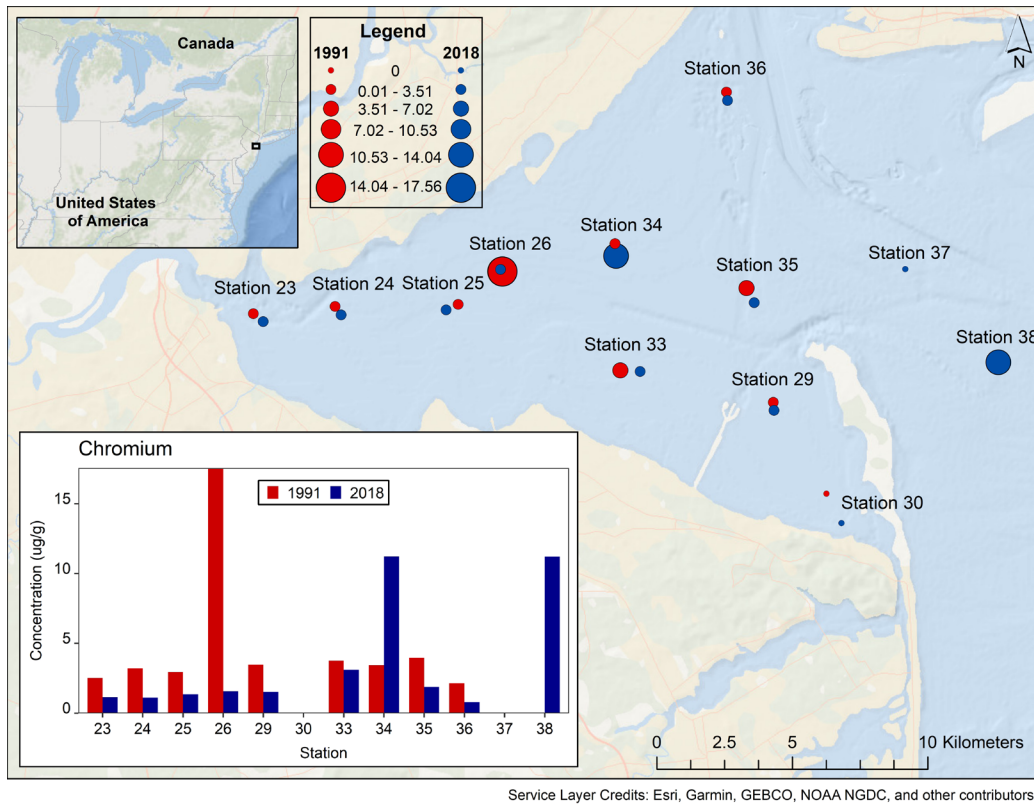 Canada
United States
of America
Legend
1991 2018
0
0.01 - 3.51
3.51 - 7.02
7.02 - 10.53
10.53 - 14.04
14.04 - 17.56
N
Station 36
Station 34
Station 26
Station 37
Station 35
Station 23
Station 24
Station 25
Station 38
Station 33
Station 29
Station 30
Chromium
1991 2018
Concentration (ug/g)
15
10
5
0
23 24 25 26 29 30 33 34 35 36 37 38
Station
0 2.5 5 10 Kilometers
Service Layer Credits: Esri, Garmin, GEBCO, NOAA NGDC, and other contributors